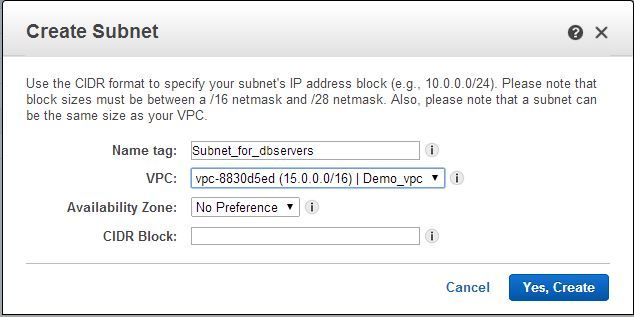 Create Subnet
Use the CIDR format to specify your subnet's IP address block (e.g., 10.0.0.0/24). Please note that
block sizes must be between a /16 netmask and /28 netmask. Also, please note that a subnet can
be the same size as your VPC.
Name tag: Subnet_for_dbservers
VPC: vpc-8830d5ed (15.0.0.0/16) | Demo_vpc
Availability Zone: No Preference
CIDR Block:
Cancel Yes, Create